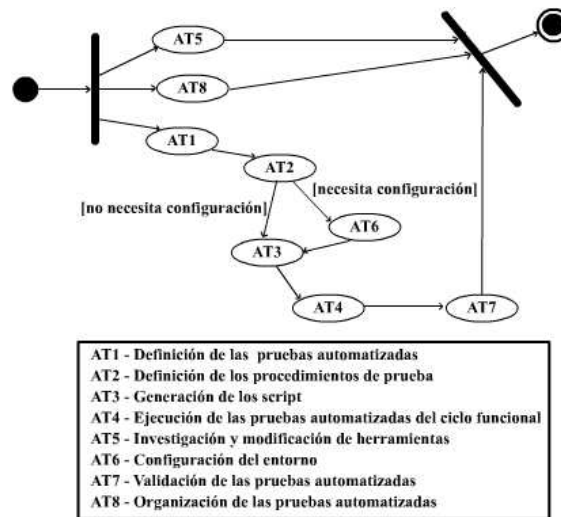 AT5
AT8
AT1
AT2
[necesita configuración]
[no necesita configuración]
AT6
AT3
AT4
AT7
AT1 - Definición de las pruebas automatizadas
AT2 - Definición de los procedimientos de prueba
AT3 - Generación de los script
AT4 - Ejecución de las pruebas automatizadas del ciclo funcional
AT5 - Investigación y modificación de herramientas
AT6 - Configuración del entorno
AT7 - Validación de las pruebas automatizadas
AT8 - Organización de las pruebas automatizadas